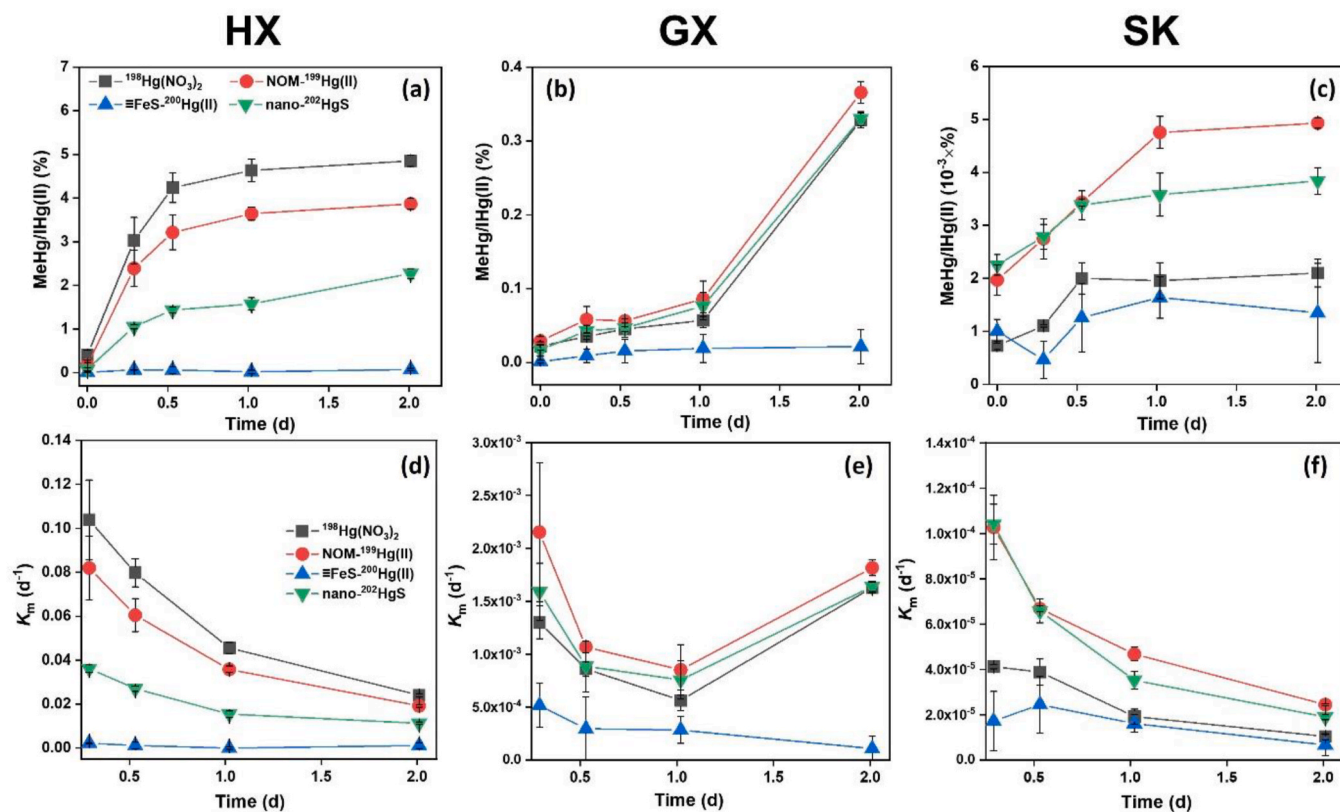 HX
GX
SK
(a)
¹⁹⁸Hg(NO₃)₂
NOM-¹⁹⁹Hg(II)
≡FeS-²⁰⁰Hg(II)
nano-²⁰²HgS
MeHg/IHg(II) (%)
7
6
5
4
3
2
1
0
0.0 0.5 1.0 1.5 2.0
Time (d)
(b)
MeHg/IHg(II) (%)
0.4
0.3
0.2
0.1
0.0
0.0 0.5 1.0 1.5 2.0
Time (d)
(c)
MeHg/IHg(II) (10⁻³×%)
6
5
4
3
2
1
0
0.0 0.5 1.0 1.5 2.0
Time (d)
(d)
¹⁹⁸Hg(NO₃)₂
NOM-¹⁹⁹Hg(II)
≡FeS-²⁰⁰Hg(II)
nano-²⁰²HgS
Kₘ (d⁻¹)
0.14
0.12
0.10
0.08
0.06
0.04
0.02
0.00
0.5 1.0 1.5 2.0
Time (d)
(e)
Kₘ (d⁻¹)
3.0x10⁻³
2.5x10⁻³
2.0x10⁻³
1.5x10⁻³
1.0x10⁻³
5.0x10⁻⁴
0.0
0.5 1.0 1.5 2.0
Time (d)
(f)
Kₘ (d⁻¹)
1.4x10⁻⁴
1.2x10⁻⁴
1.0x10⁻⁴
8.0x10⁻⁵
6.0x10⁻⁵
4.0x10⁻⁵
2.0x10⁻⁵
0.0
0.5 1.0 1.5 2.0
Time (d)